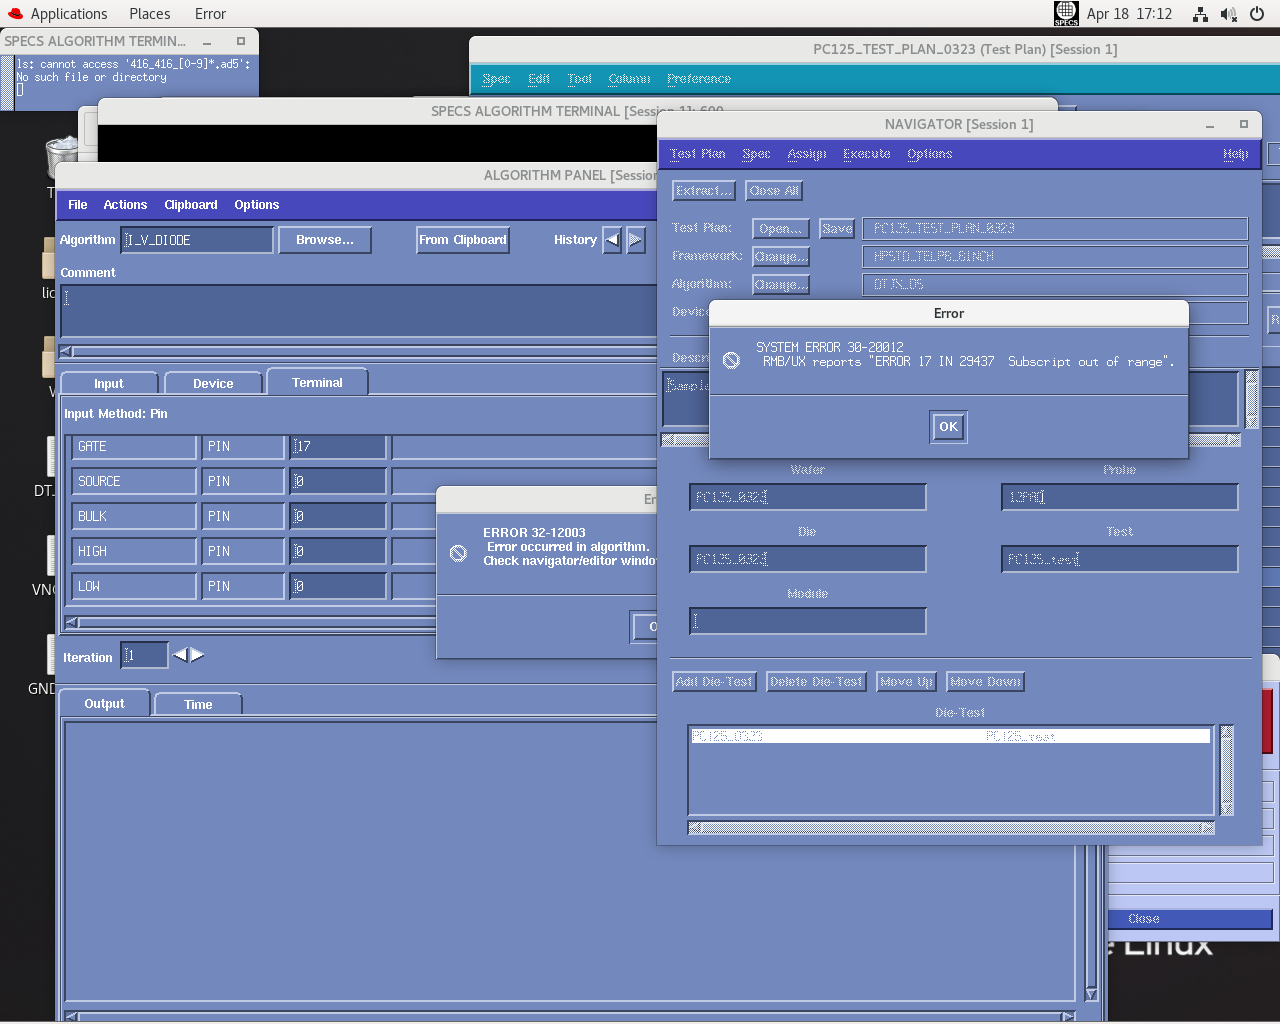 Applications Places Error
SPECS
Apr 18 17:12
SPECS ALGORITHM TERMIN...
ls: cannot access '416_416_[0-9]*.ad5':
No such file or directory
PC125_TEST_PLAN_0323 (Test Plan) [Session 1]
Spec Edit Tool Column Preference
SPECS ALGORITHM TERMINAL [Session 1]: 600
NAVIGATOR [Session 1]
Test Plan Spec Assign Execute Options Help
Extract... Close All
Test Plan: Open... Save PC125_TEST_PLAN_0323
Framework: Change... HPSTD_TELP8_8INCH
Algorithm: Change... DTJX_DS
Device
Descri
Sample
Error
SYSTEM ERROR 30-20012
RMB/UX reports "ERROR 17 IN 29437 Subscript out of range".
OK
Wafer Probe
PC125_0323 12PAD
Die Test
PC125_0323 PC125_test
Module
Add Die-Test Delete Die-Test Move Up Move Down
Die-Test
PC125_0323 PC125_test
ALGORITHM PANEL [Session
File Actions Clipboard Options
Algorithm I_V_DIODE Browse... From Clipboard History
Comment
Input Device Terminal
Input Method: Pin
GATE PIN 17
SOURCE PIN 0
BULK PIN 0
HIGH PIN 0
LOW PIN 0
Iteration 1
Output Time
Er
ERROR 32-12003
Error occurred in algorithm.
Check navigator/editor windo
O
T
lic
V
DT.
VNC
GND
R
Close
e Linux